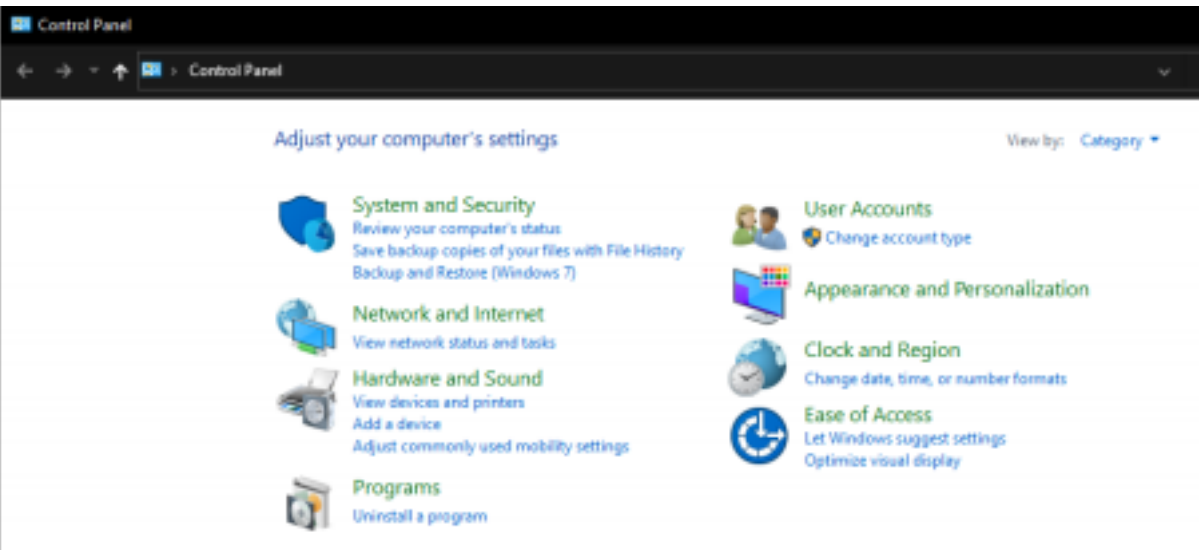 Control Panel
Control Panel
Adjust your computer's settings
View by: Category
System and Security
Review your computer's status
Save backup copies of your files with File History
Backup and Restore (Windows 7)
Network and Internet
View network status and tasks
Hardware and Sound
View devices and printers
Add a device
Adjust commonly used mobility settings
Programs
Uninstall a program
User Accounts
Change account type
Appearance and Personalization
Clock and Region
Change date, time, or number formats
Ease of Access
Let Windows suggest settings
Optimize visual display